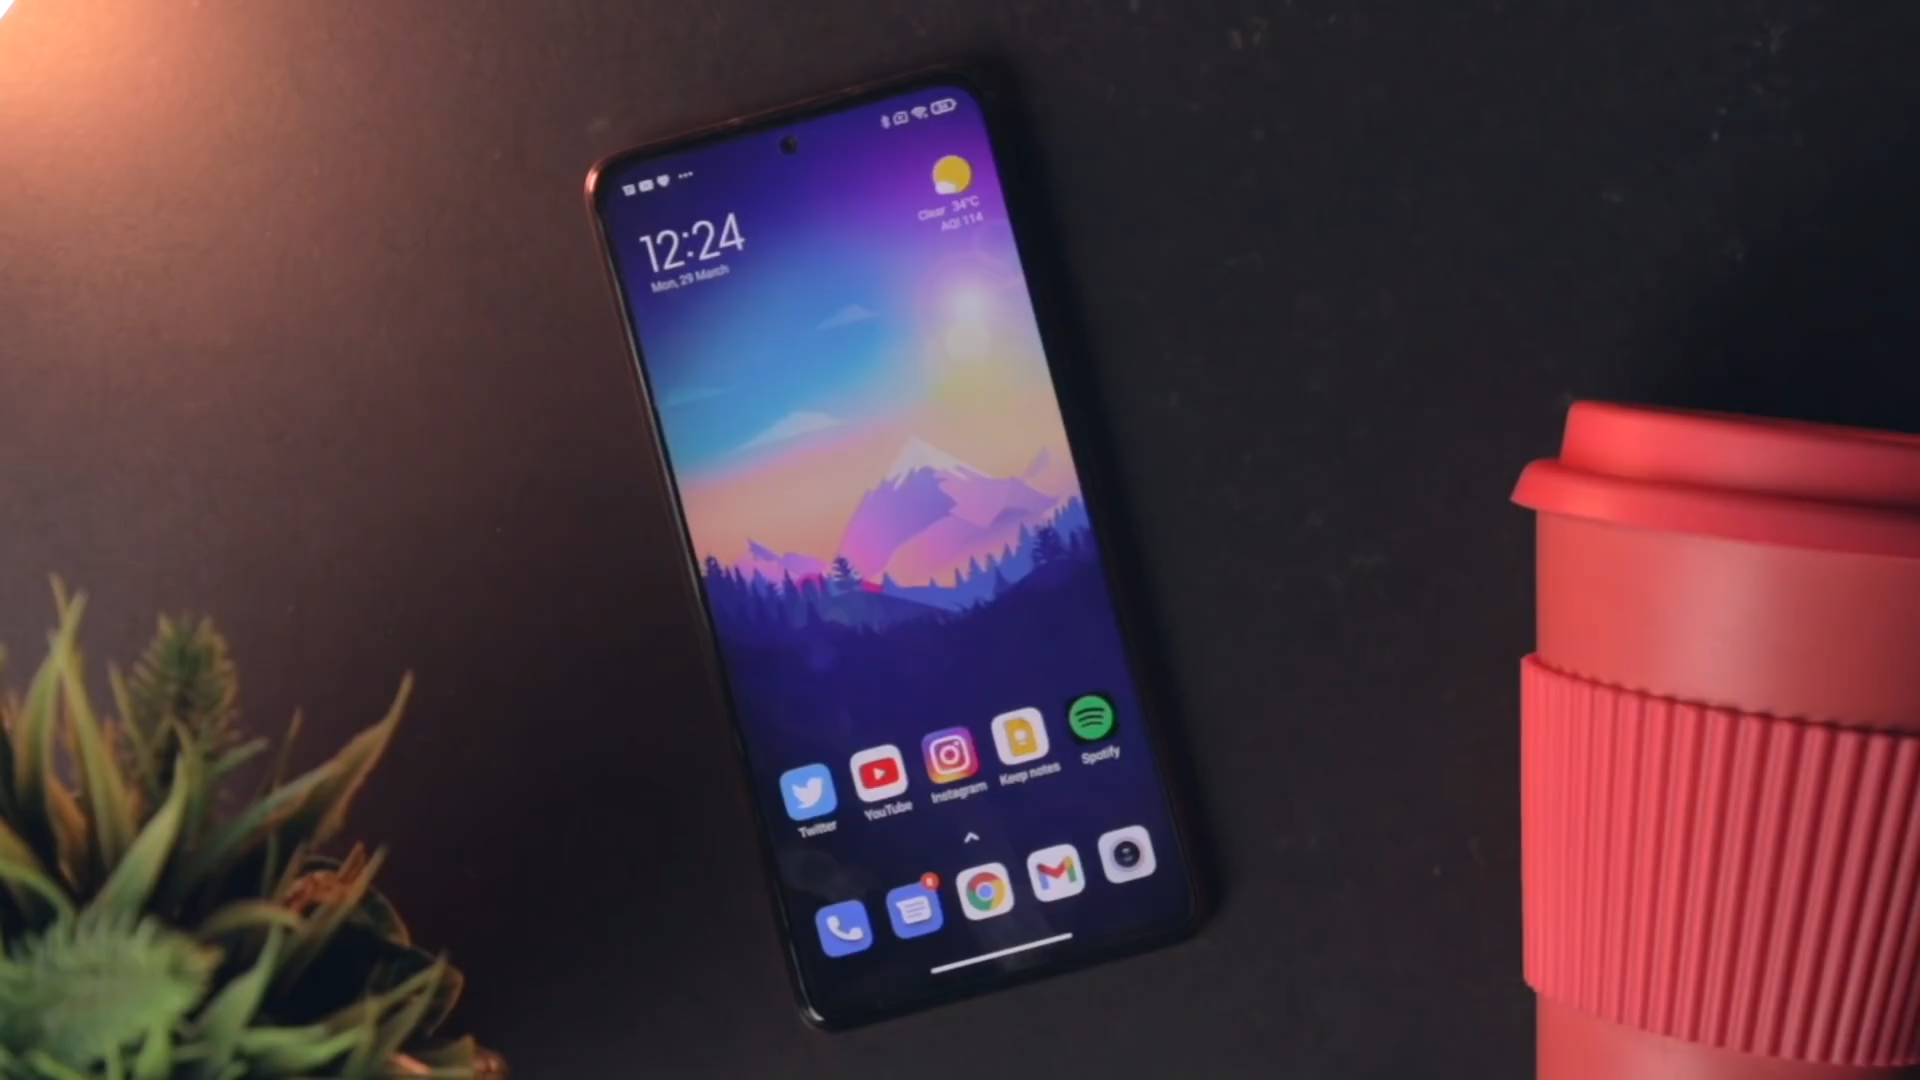 12:24
Mon, 29 March
Clear 34°C
AQI 114
Twitter
YouTube
Instagram
Keep notes
Spotify